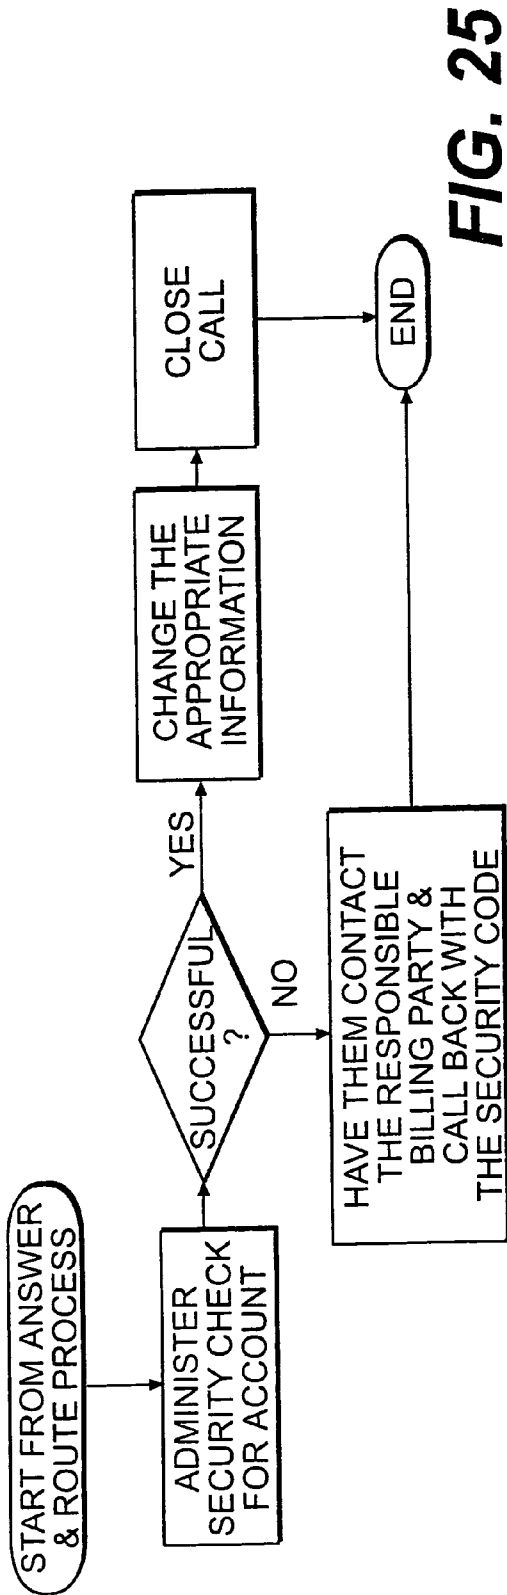 START FROM ANSWER
& ROUTE PROCESS
ADMINISTER
SECURITY CHECK
FOR ACCOUNT
SUCCESSFUL
?
YES
NO
CHANGE THE
APPROPRIATE
INFORMATION
CLOSE
CALL
HAVE THEM CONTACT
THE RESPONSIBLE
BILLING PARTY &
CALL BACK WITH
THE SECURITY CODE
END
FIG. 25